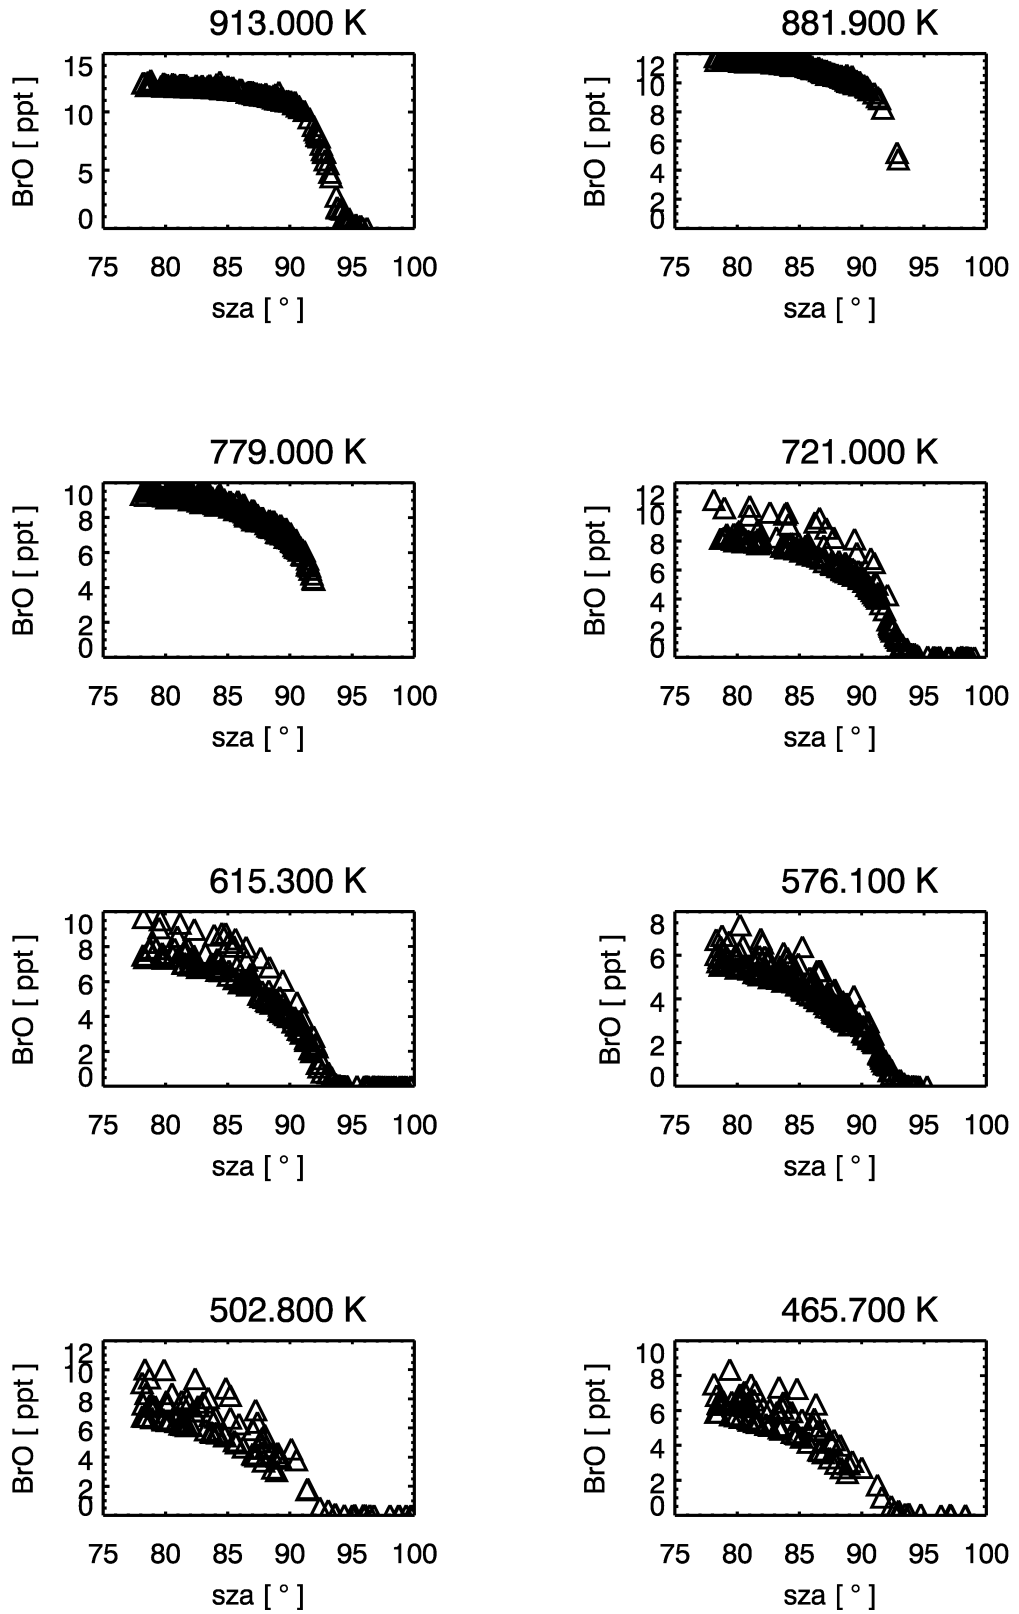 913.000 K
15
10
5
0
BrO [ ppt ]
75 80 85 90 95 100
sza [ ° ]
881.900 K
12
10
8
6
4
2
0
BrO [ ppt ]
75 80 85 90 95 100
sza [ ° ]
779.000 K
10
8
6
4
2
0
BrO [ ppt ]
75 80 85 90 95 100
sza [ ° ]
721.000 K
12
10
8
6
4
2
0
BrO [ ppt ]
75 80 85 90 95 100
sza [ ° ]
615.300 K
10
8
6
4
2
0
BrO [ ppt ]
75 80 85 90 95 100
sza [ ° ]
576.100 K
8
6
4
2
0
BrO [ ppt ]
75 80 85 90 95 100
sza [ ° ]
502.800 K
12
10
8
6
4
2
0
BrO [ ppt ]
75 80 85 90 95 100
sza [ ° ]
465.700 K
10
8
6
4
2
0
BrO [ ppt ]
75 80 85 90 95 100
sza [ ° ]